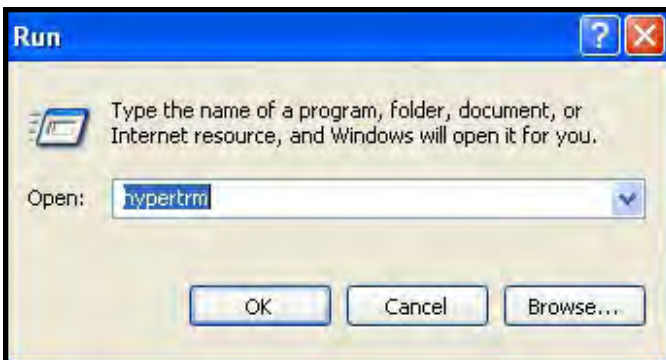 Run
Type the name of a program, folder, document, or
Internet resource, and Windows will open it for you.
Open: hypertrm
OK Cancel Browse...